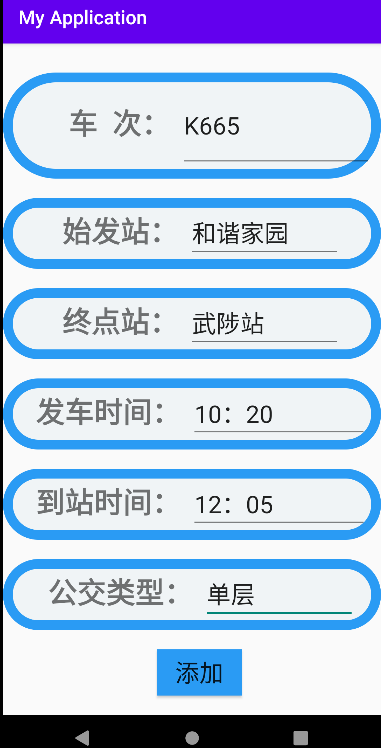 My Application
车 次： K665
始发站： 和谐家园
终点站： 武陟站
发车时间： 10：20
到站时间： 12：05
公交类型： 单层
添加